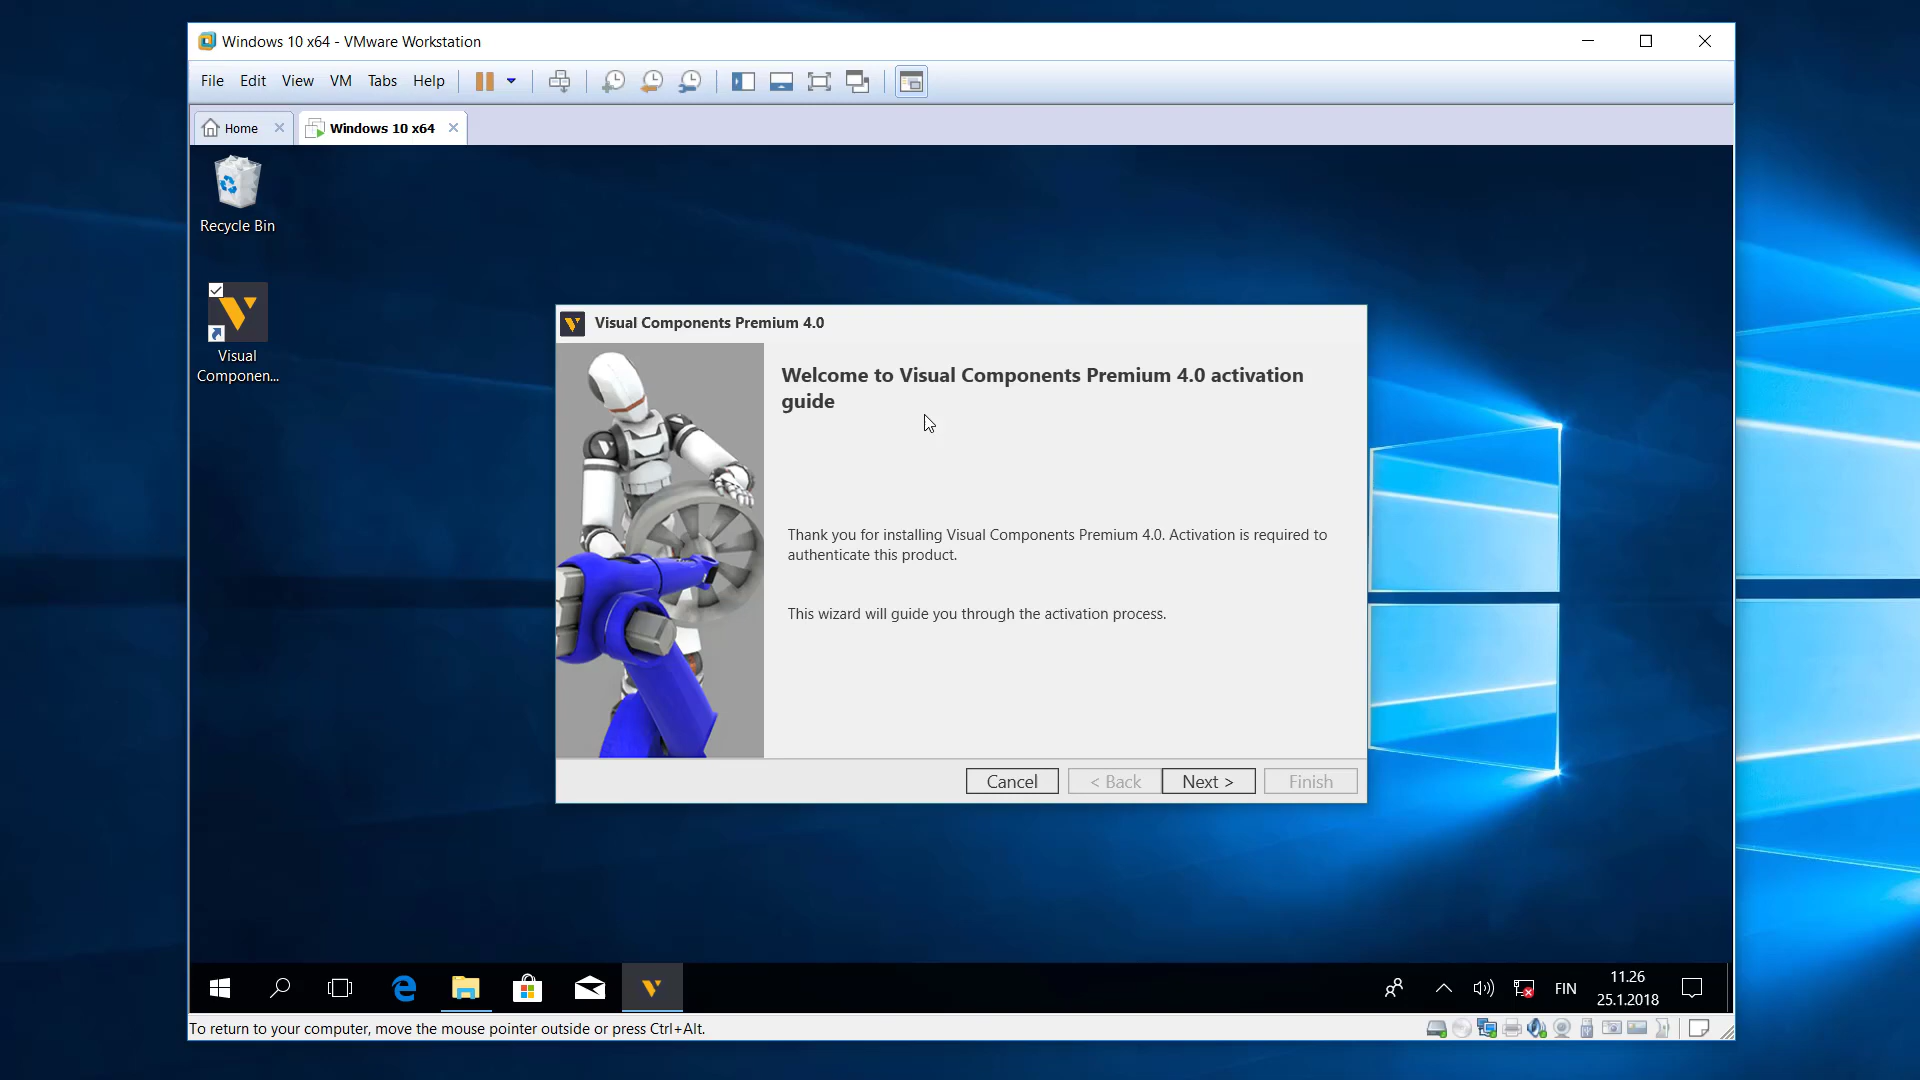 Windows 10 x64 - VMware Workstation
File Edit View VM Tabs Help
Home Windows 10 x64
Recycle Bin
Visual
Componen...
Visual Components Premium 4.0
Welcome to Visual Components Premium 4.0 activation
guide
Thank you for installing Visual Components Premium 4.0. Activation is required to
authenticate this product.
This wizard will guide you through the activation process.
Cancel < Back Next > Finish
FIN
11.26
25.1.2018
To return to your computer, move the mouse pointer outside or press Ctrl+Alt.